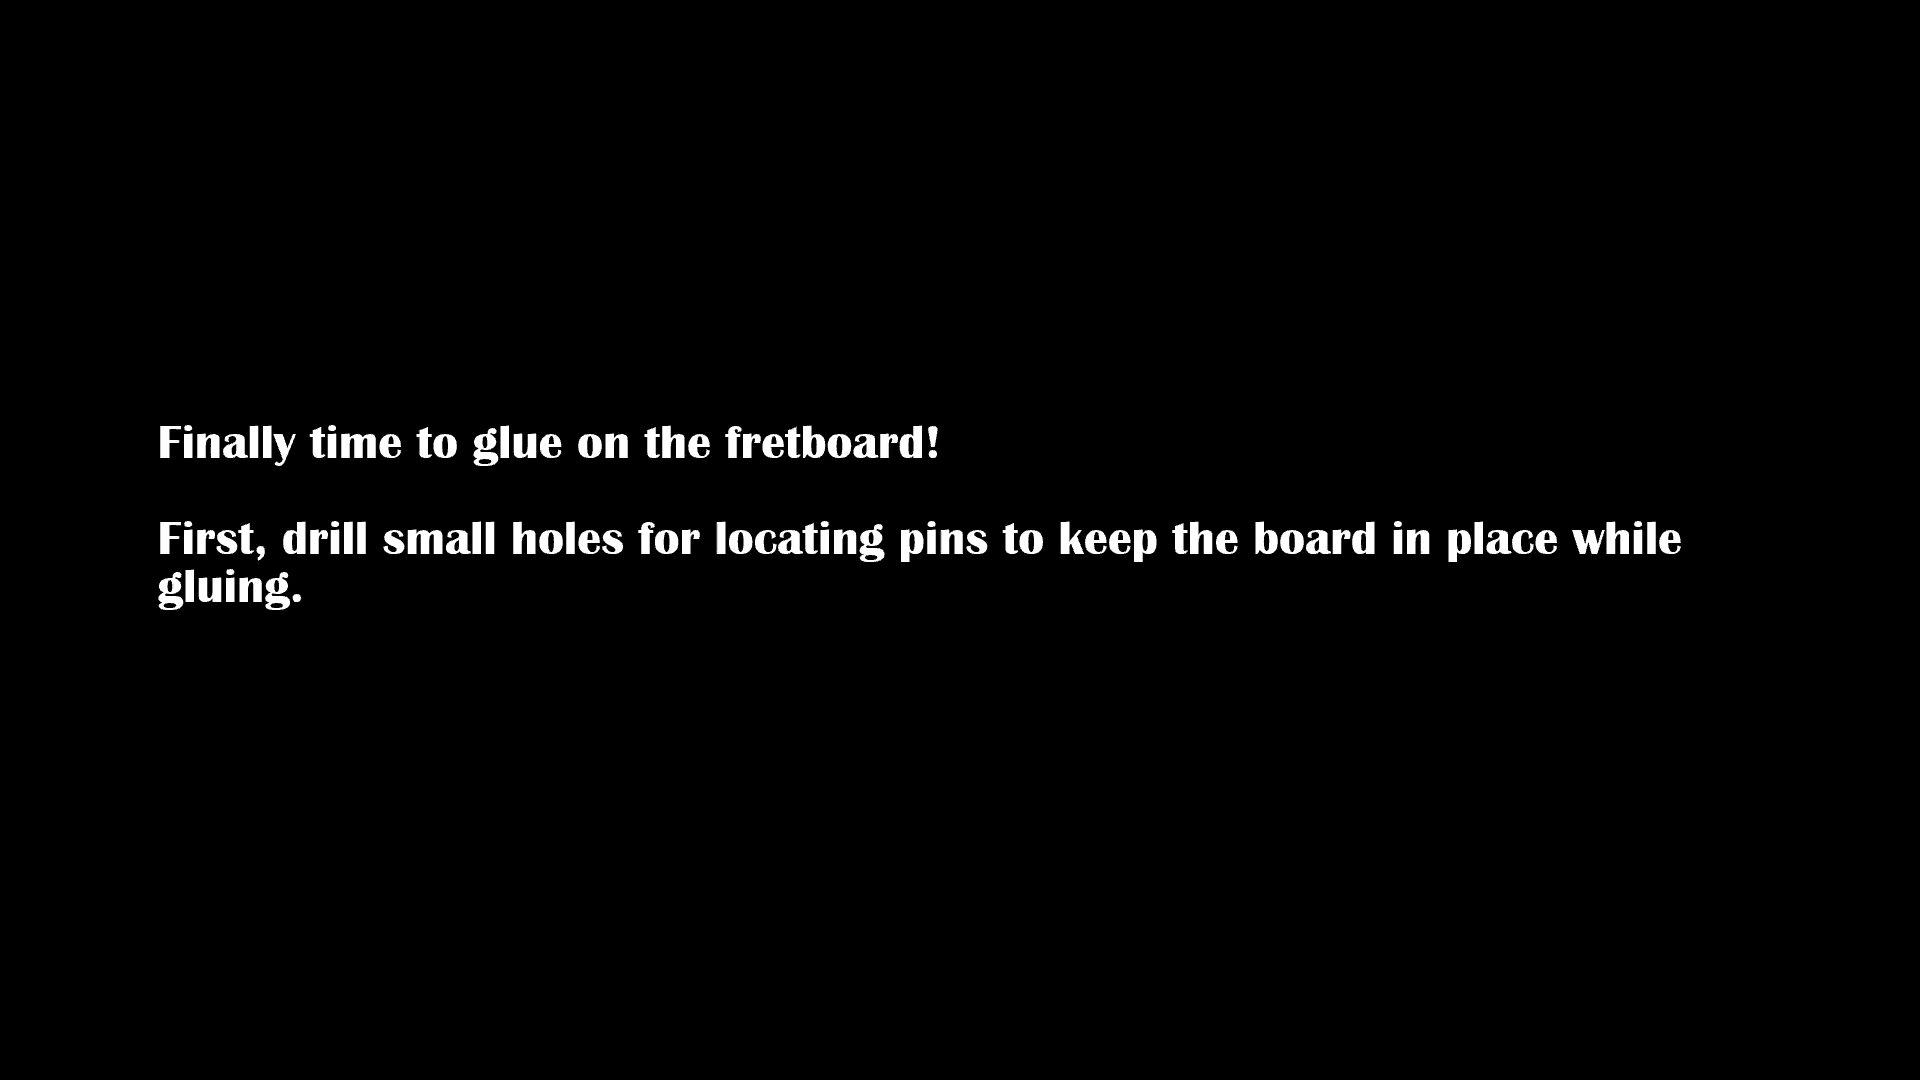 Finally time to glue on the fretboard!
First, drill small holes for locating pins to keep the board in place while
gluing.